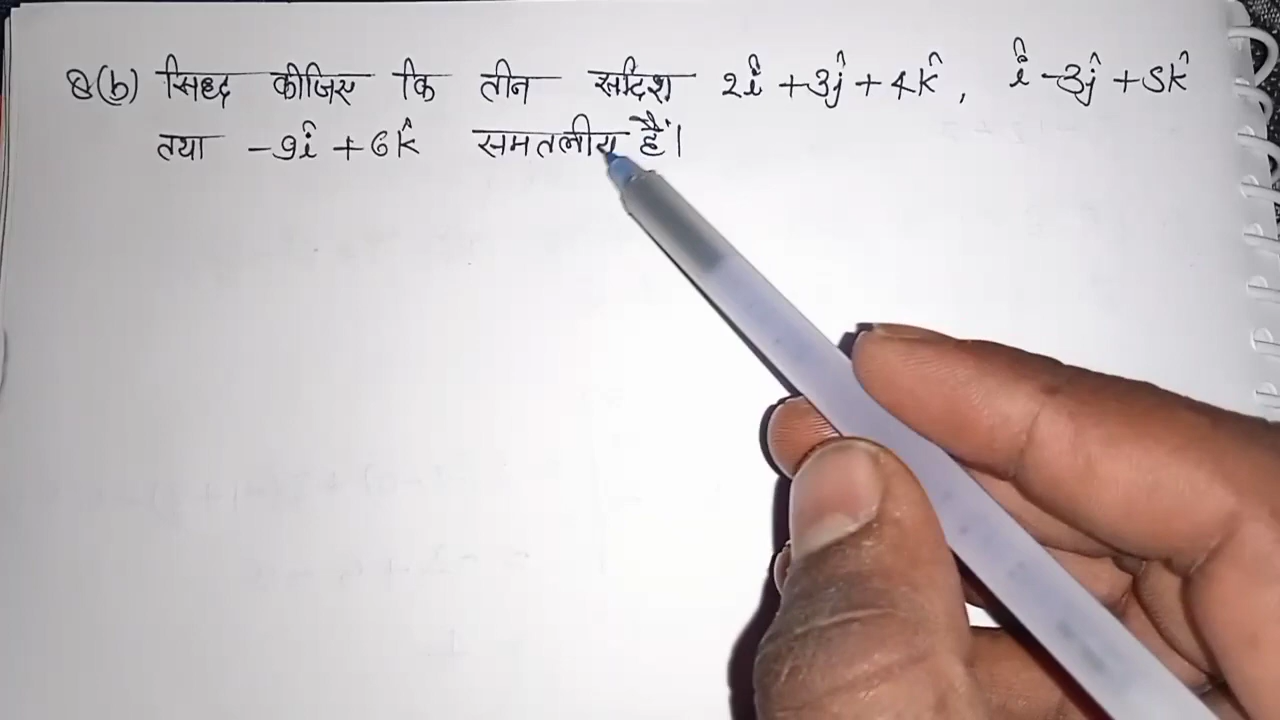 8(b) सिध्द कीजिए कि तीन सदिश 2î + 3ĵ + 4k̂, î - 3ĵ + 5k̂
तथा -9î + 6k̂ समतलीय हैं।